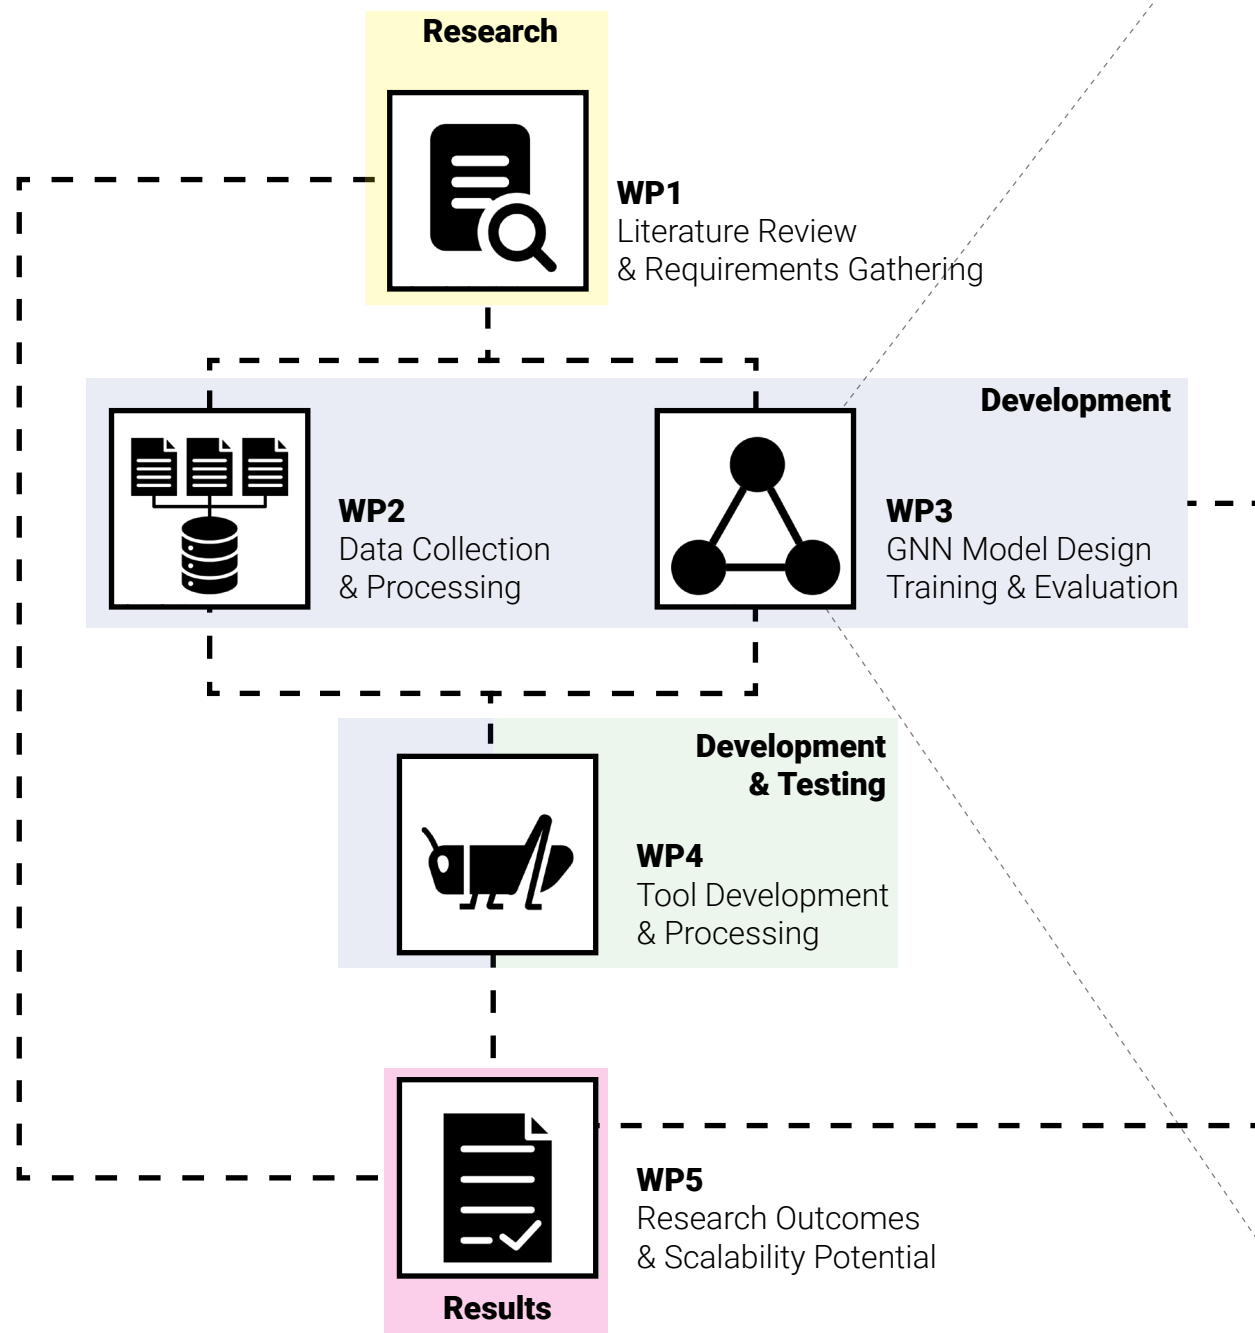 Research
WP1
Literature Review
& Requirements Gathering
Development
WP2
Data Collection
& Processing
WP3
GNN Model Design
Training & Evaluation
Development
& Testing
WP4
Tool Development
& Processing
WP5
Research Outcomes
& Scalability Potential
Results